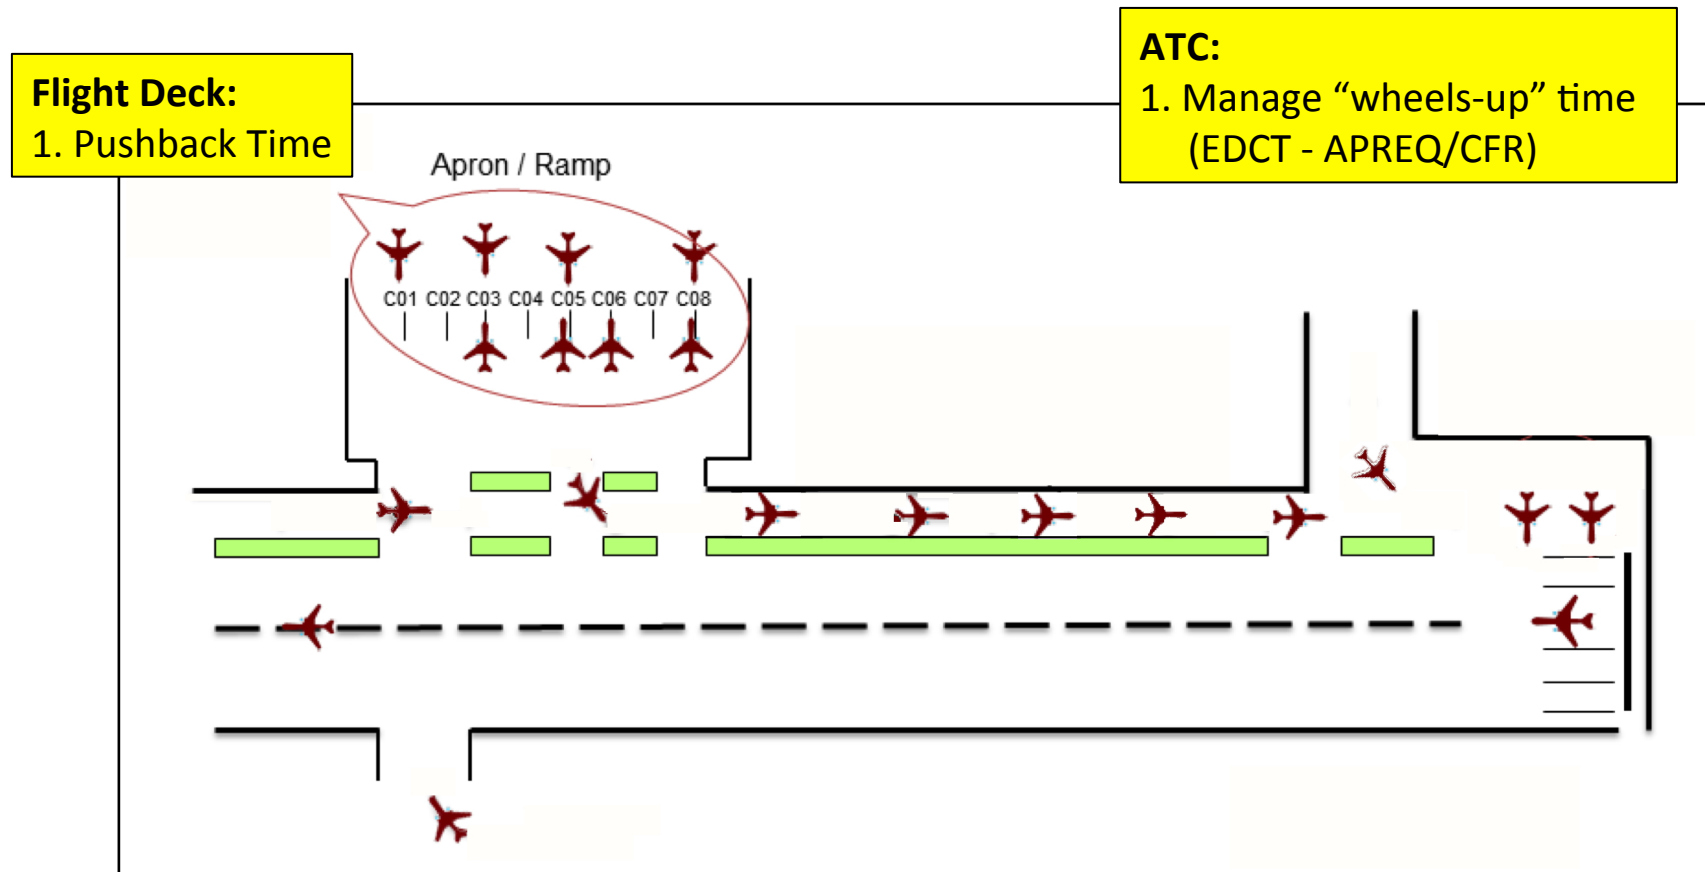 Flight Deck:
1. Pushback Time
ATC:
1. Manage “wheels-up” time
(EDCT - APREQ/CFR)
Apron / Ramp
C01 C02 C03 C04 C05 C06 C07 C08